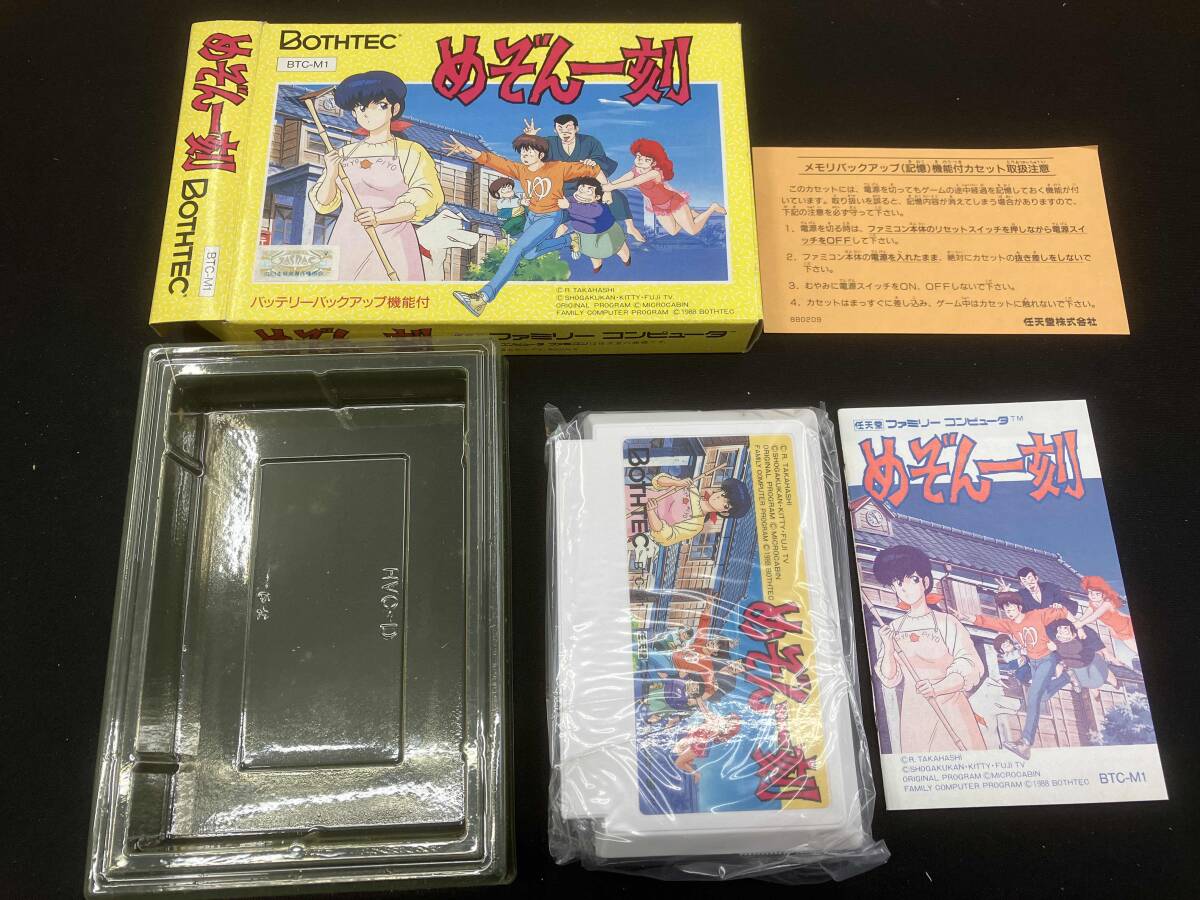 めぞん一刻
BOTHTEC
BTC-M1
BOTHTEC
BTC-M1
めぞん一刻
PIYO PIYO
ゆ
JASRAC
バッテリーバックアップ機能付
©R. TAKAHASHI
©SHOGAKUKAN・KITTY・FUJI TV
ORIGINAL PROGRAM ©MICROCABIN
FAMILY COMPUTER PROGRAM ©1988 BOTHTEC
めぞん一刻
ファミリー コンピュータ™
メモリバックアップ(記憶)機能付カセット取扱注意
このカセットには、電源を切ってもゲームの途中経過を記憶しておく機能が付
いています。取り扱いを誤ると、記憶内容が消えてしまう場合がありますので、
下記の注意を必ず守って下さい。
1. 電源を切る時は、ファミコン本体のリセットスイッチを押しながら電源スイ
ッチをOFFして下さい。
2. ファミコン本体の電源を入れたまま、絶対にカセットの抜き差しをしないで
下さい。
3. むやみに電源スイッチをON、OFFしないで下さい。
4. カセットはまっすぐに差し込み、ゲーム中はカセットに触れないで下さい。
880209
任天堂株式会社
HVC-D
©R. TAKAHASHI
©SHOGAKUKAN・KITTY・FUJI TV
ORIGINAL PROGRAM ©MICROCABIN
FAMILY COMPUTER PROGRAM ©1988 BOTHTEC
BOTHTEC
めぞん一刻
任天堂 ファミリー コンピュータ™
めぞん一刻
PIYO PIYO
ゆ
©R. TAKAHASHI
©SHOGAKUKAN・KITTY・FUJI TV
ORIGINAL PROGRAM ©MICROCABIN
FAMILY COMPUTER PROGRAM ©1988 BOTHTEC
BTC-M1